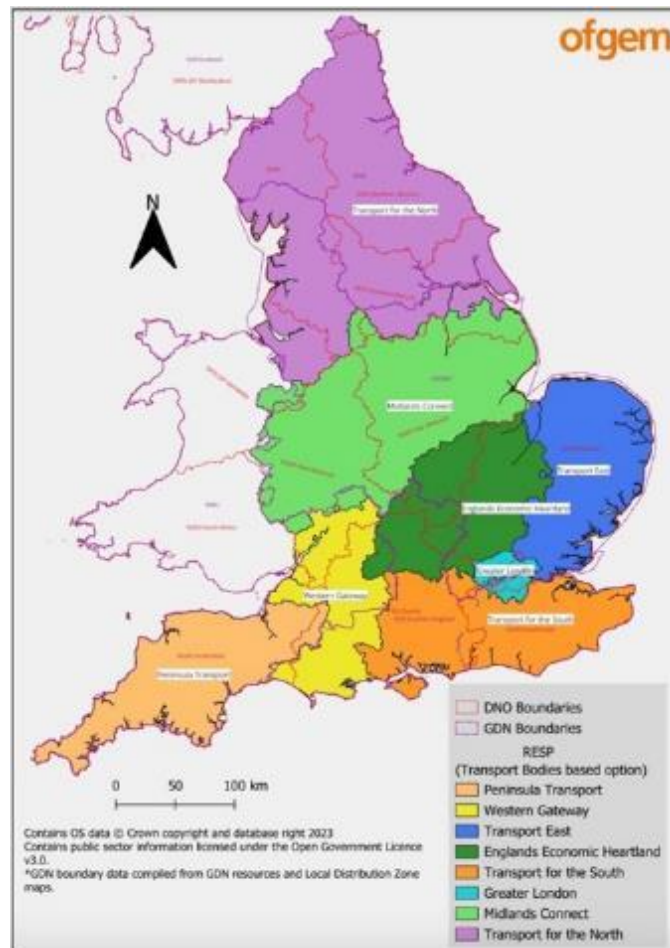 ofgem
N
Transport for the North
Midlands Connect
Transport East
Englands Economic Heartland
Greater London
Western Gateway
Transport for the South
Peninsula Transport
0 50 100 km
DNO Boundaries
GDN Boundaries
RESP
(Transport Bodies based option)
Peninsula Transport
Western Gateway
Transport East
Englands Economic Heartland
Transport for the South
Greater London
Midlands Connect
Transport for the North
Contains OS data © Crown copyright and database right 2023
Contains public sector information licensed under the Open Government Licence
v3.0.
*GDN boundary data compiled from GDN resources and Local Distribution Zone
maps.